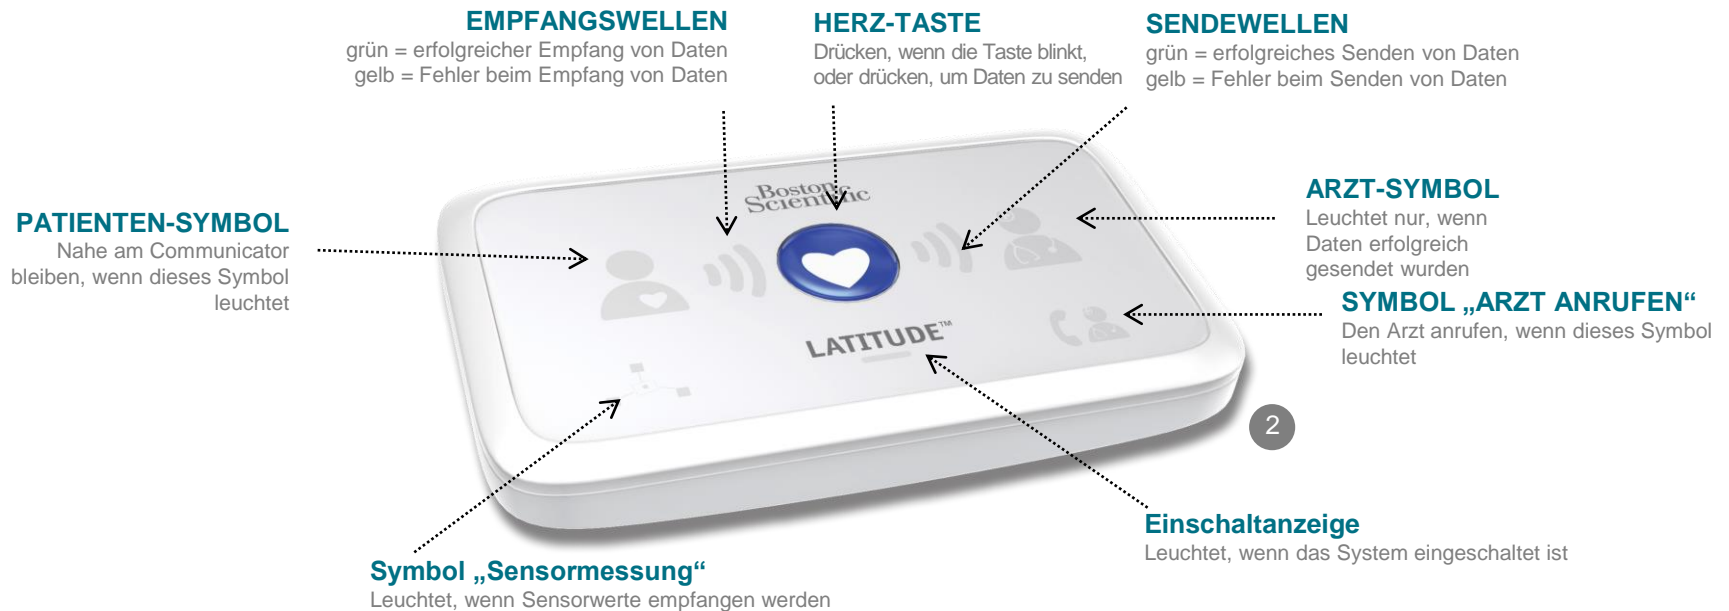 EMPFANGSWELLEN
grün = erfolgreicher Empfang von Daten
gelb = Fehler beim Empfang von Daten
HERZ-TASTE
Drücken, wenn die Taste blinkt,
oder drücken, um Daten zu senden
SENDEWELLEN
grün = erfolgreiches Senden von Daten
gelb = Fehler beim Senden von Daten
PATIENTEN-SYMBOL
Nahe am Communicator
bleiben, wenn dieses Symbol
leuchtet
Boston
Scientific
LATITUDE™
ARZT-SYMBOL
Leuchtet nur, wenn
Daten erfolgreich
gesendet wurden
SYMBOL „ARZT ANRUFEN“
Den Arzt anrufen, wenn dieses Symbol
leuchtet
2
Einschaltanzeige
Leuchtet, wenn das System eingeschaltet ist
Symbol „Sensormessung“
Leuchtet, wenn Sensorwerte empfangen werden